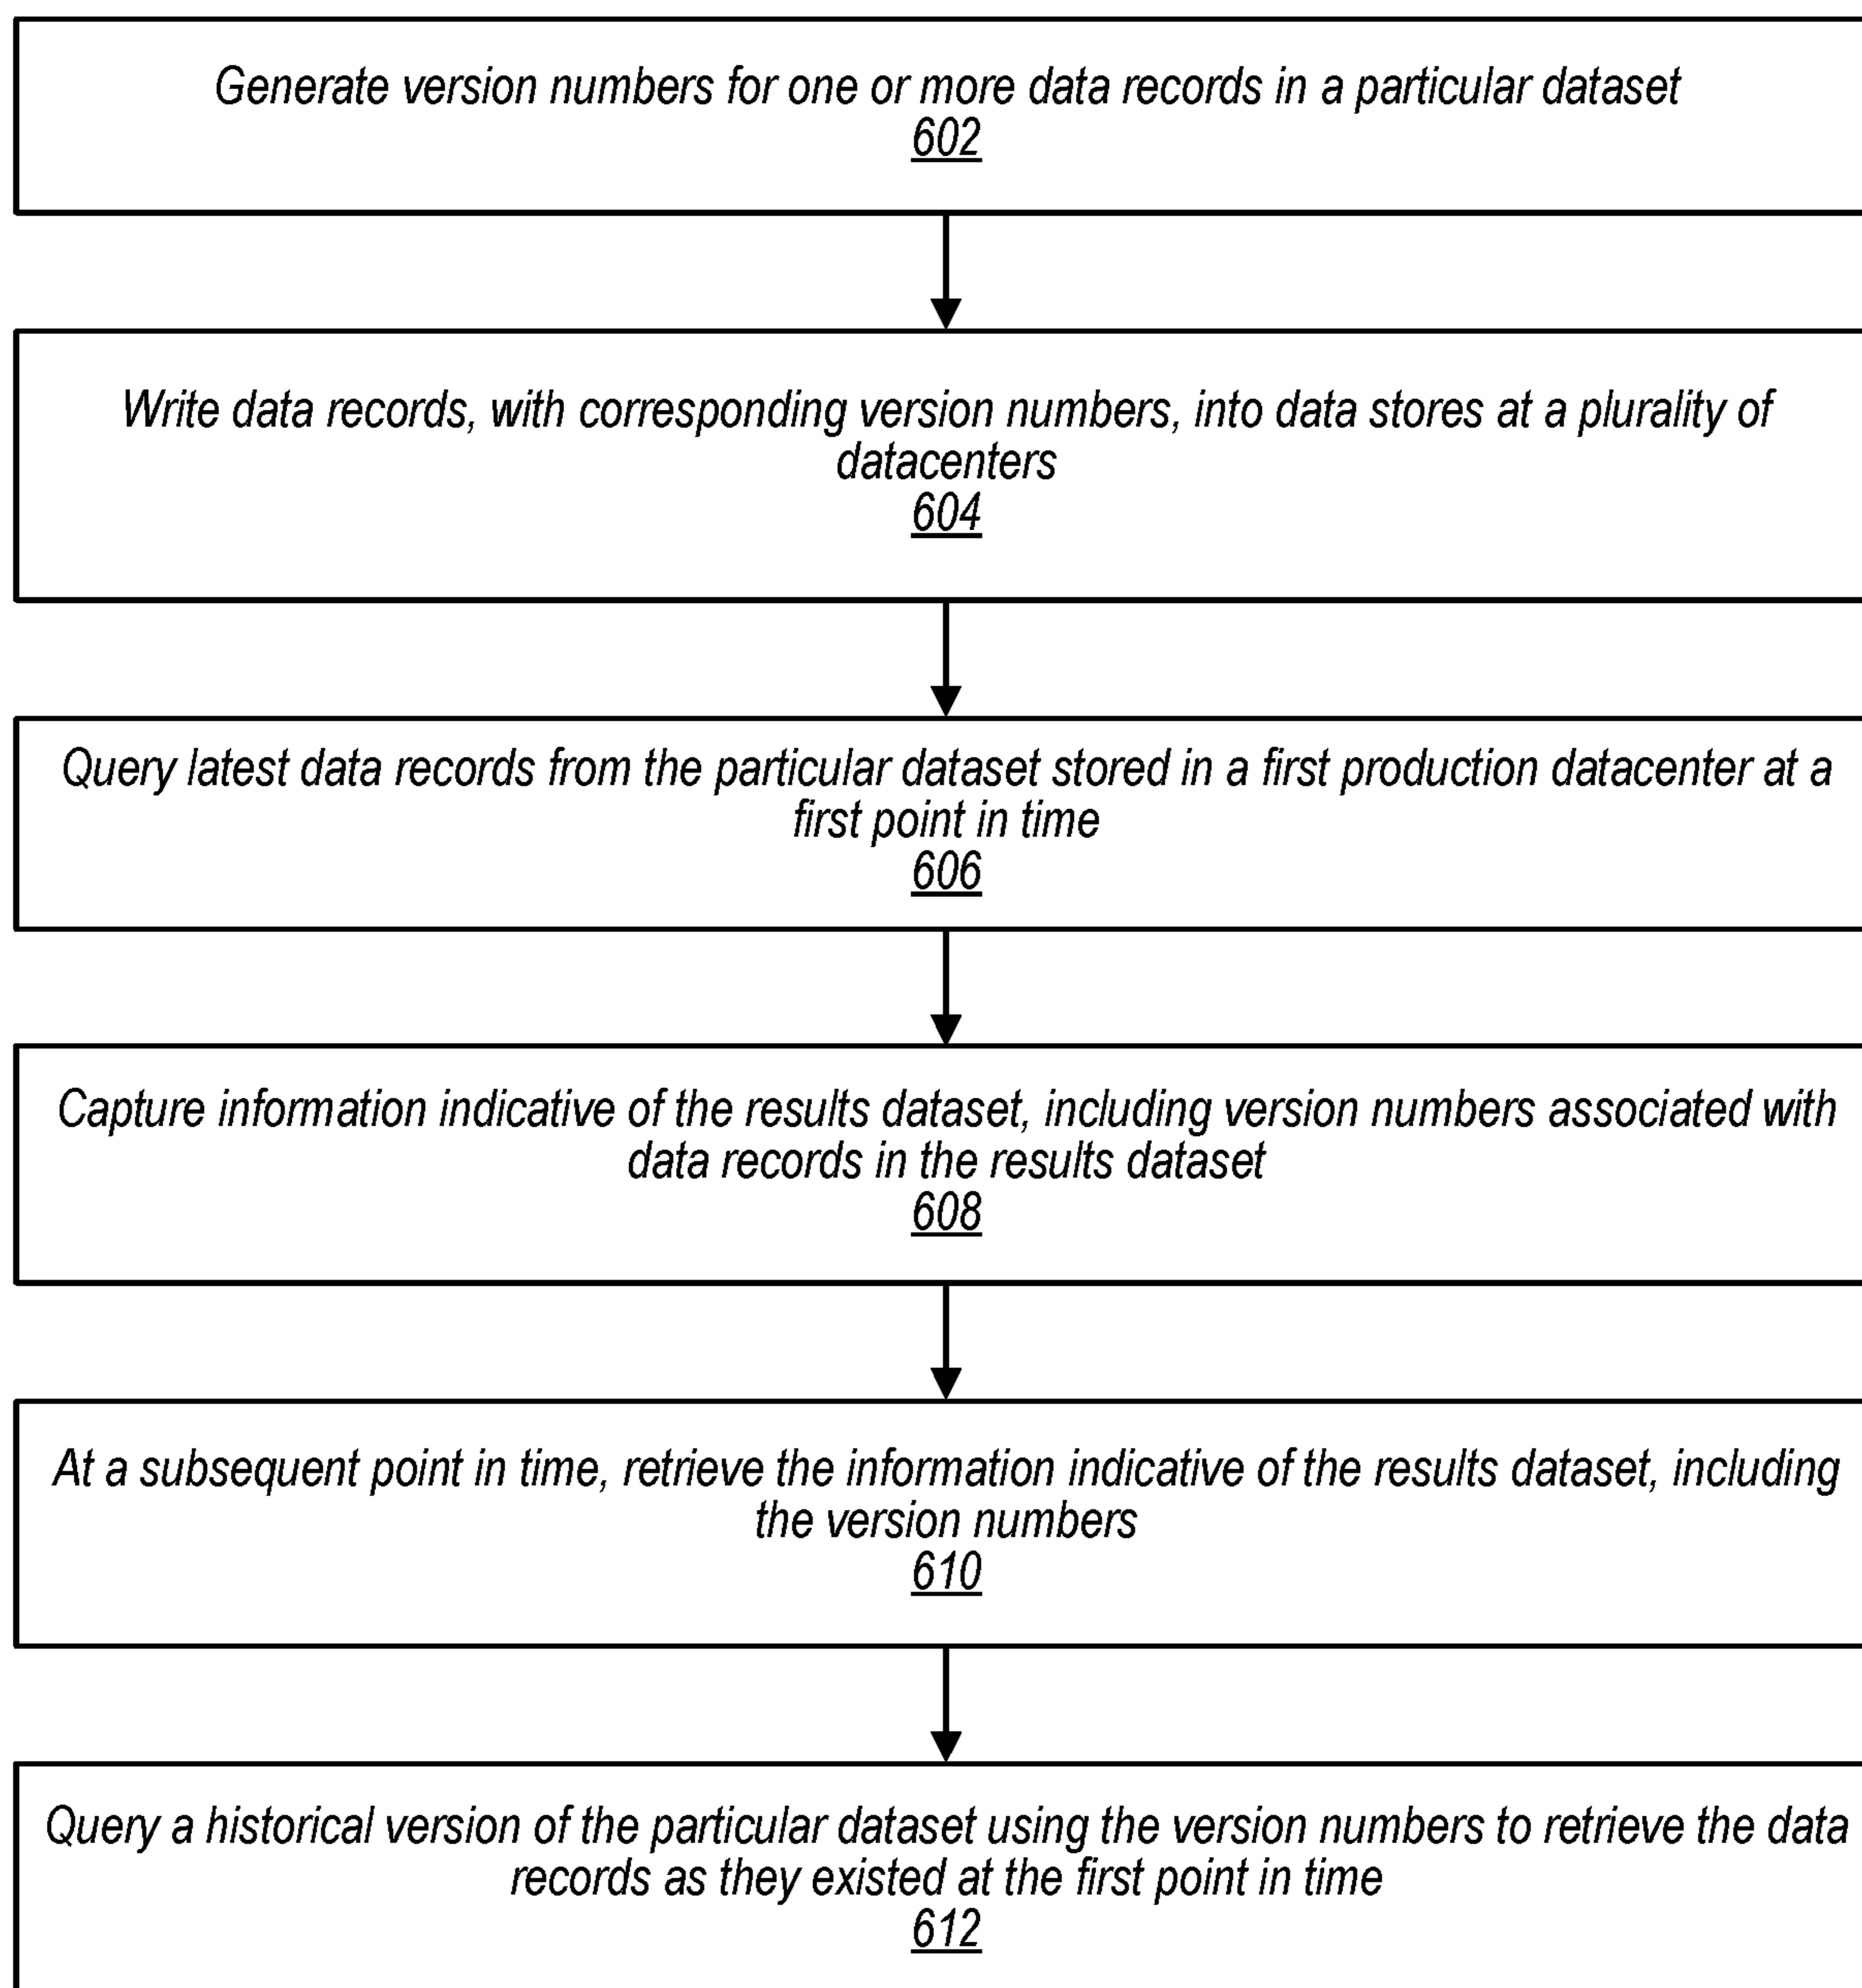 Generate version numbers for one or more data records in a particular dataset
602
Write data records, with corresponding version numbers, into data stores at a plurality of
datacenters
604
Query latest data records from the particular dataset stored in a first production datacenter at a
first point in time
606
Capture information indicative of the results dataset, including version numbers associated with
data records in the results dataset
608
At a subsequent point in time, retrieve the information indicative of the results dataset, including
the version numbers
610
Query a historical version of the particular dataset using the version numbers to retrieve the data
records as they existed at the first point in time
612